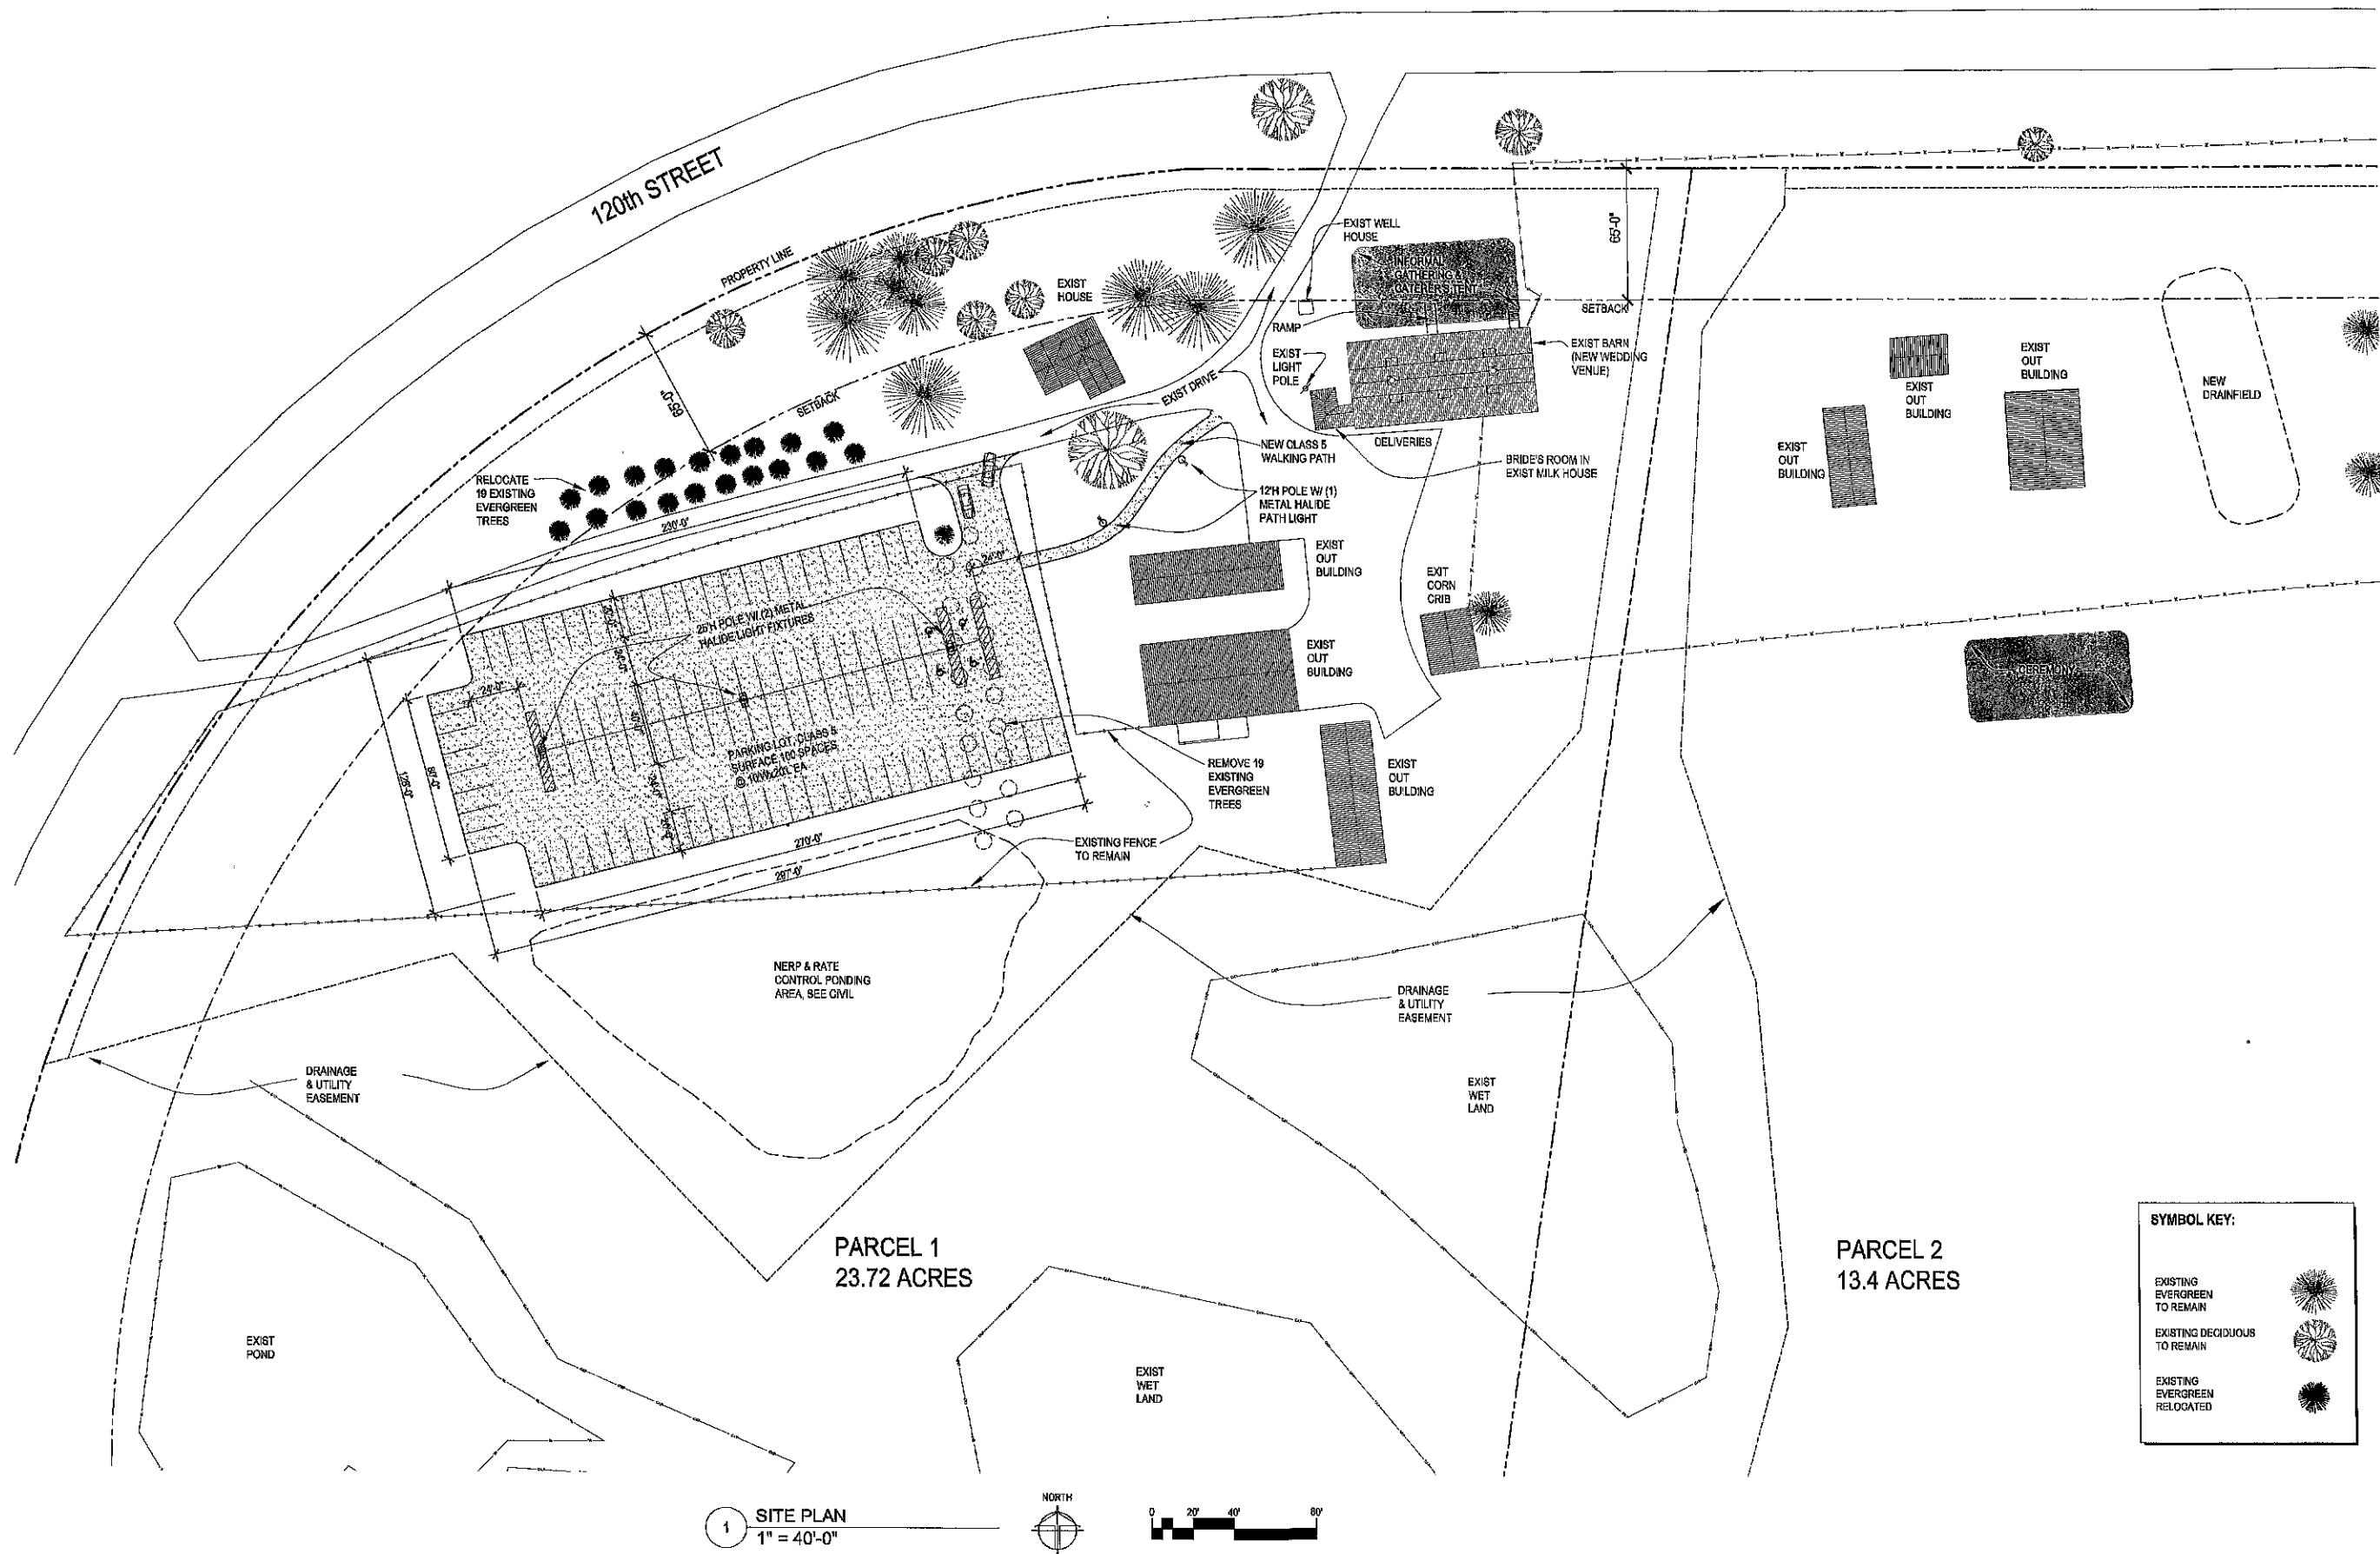 120th STREET
PROPERTY LINE
EXIST WELL
HOUSE
INFORMAL
GATHERING &
CATERER'S TENT
65'-0"
EXIST
HOUSE
SETBACK
RAMP
EXIST
LIGHT
POLE
EXIST BARN
(NEW WEDDING
VENUE)
EXIST
OUT
BUILDING
EXIST
OUT
BUILDING
NEW
DRAINFIELD
EXIST DRIVE
65'-0"
SETBACK
NEW CLASS 5
WALKING PATH
DELIVERIES
BRIDE'S ROOM IN
EXIST MILK HOUSE
EXIST
OUT
BUILDING
RELOCATE
19 EXISTING
EVERGREEN
TREES
12'H POLE W/ (1)
METAL HALIDE
PATH LIGHT
230'-0"
24'-0"
EXIST
OUT
BUILDING
EXIT
CORN
CRIB
25'H POLE W/ (2) METAL
HALIDE LIGHT FIXTURES
24'-0"
EXIST
OUT
BUILDING
CEREMONY
PARKING LOT, CLASS 5
SURFACE 100 SPACES
@ 10'Wx20'L EA
126'-0"
80'-0"
REMOVE 19
EXISTING
EVERGREEN
TREES
EXIST
OUT
BUILDING
270'-0"
297'-0"
EXISTING FENCE
TO REMAIN
NERP & RATE
CONTROL PONDING
AREA, SEE CIVIL
DRAINAGE
& UTILITY
EASEMENT
DRAINAGE
& UTILITY
EASEMENT
EXIST
WET
LAND
PARCEL 1
23.72 ACRES
PARCEL 2
13.4 ACRES
SYMBOL KEY:
EXISTING
EVERGREEN
TO REMAIN
EXISTING DECIDUOUS
TO REMAIN
EXISTING
EVERGREEN
RELOCATED
EXIST
POND
EXIST
WET
LAND
1
SITE PLAN
1" = 40'-0"
NORTH
0 20' 40' 80'